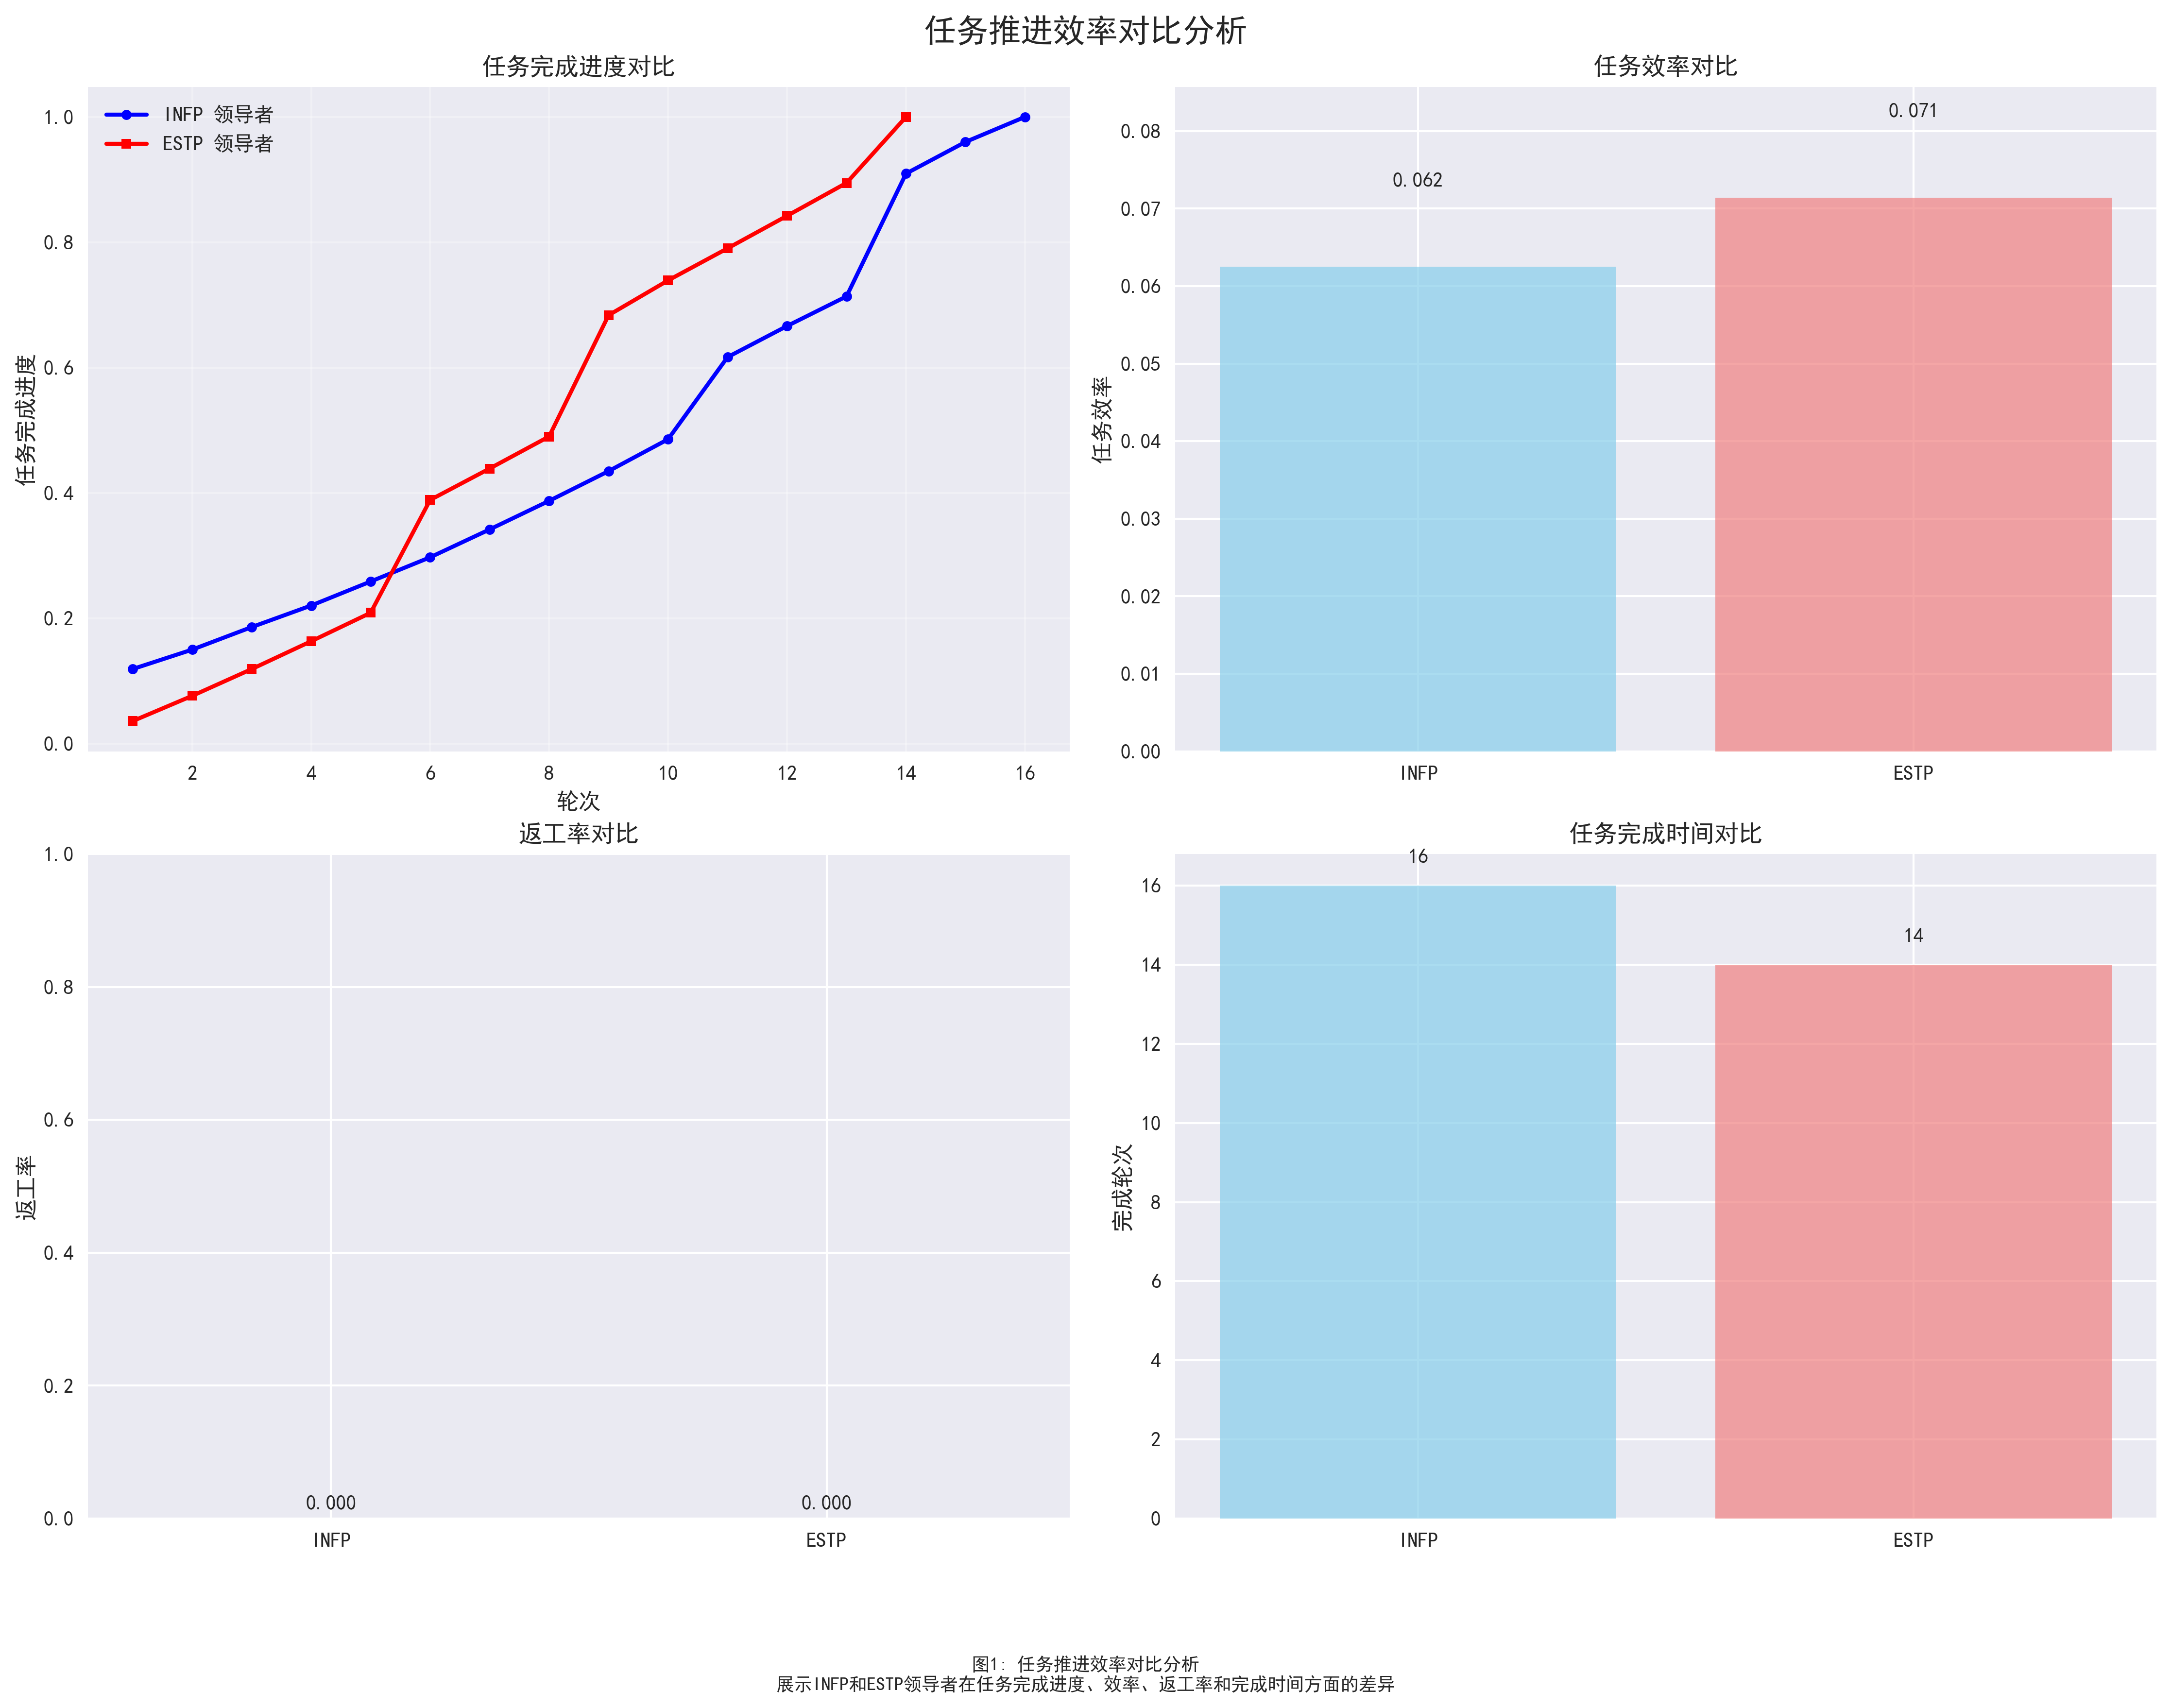 任务推进效率对比分析
任务完成进度对比
INFP 领导者
ESTP 领导者
任务完成进度
1.0
0.8
0.6
0.4
0.2
0.0
2 4 6 8 10 12 14 16
轮次
任务效率对比
任务效率
0.08
0.07
0.06
0.05
0.04
0.03
0.02
0.01
0.00
0.062
0.071
INFP ESTP
返工率对比
返工率
1.0
0.8
0.6
0.4
0.2
0.0
0.000 0.000
INFP ESTP
任务完成时间对比
完成轮次
16
14
12
10
8
6
4
2
0
16
14
INFP ESTP
图1: 任务推进效率对比分析
展示INFP和ESTP领导者在任务完成进度、效率、返工率和完成时间方面的差异